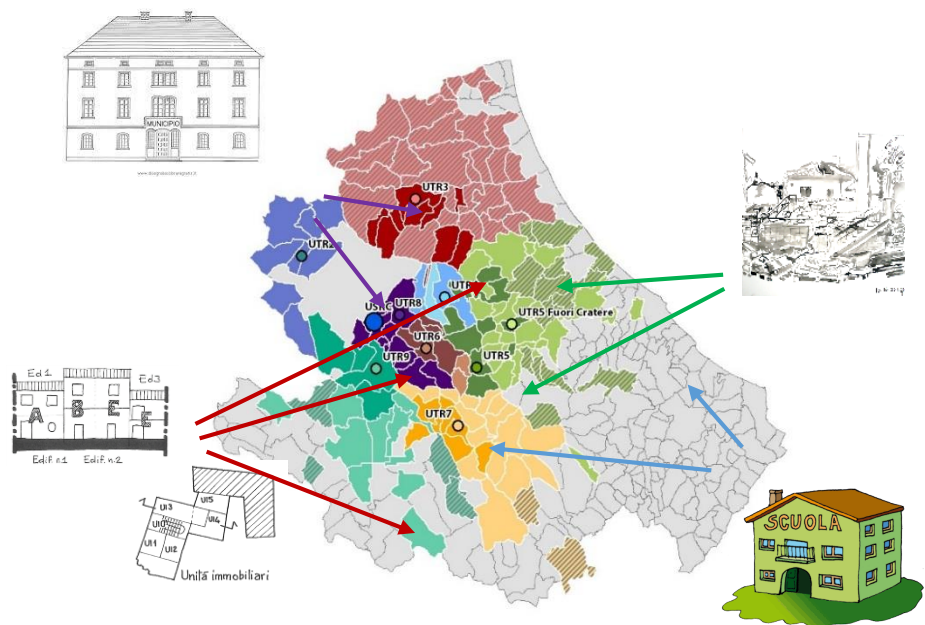 MUNICIPIO
UTR3
UTR2
UTR5 Fuori Cratere
UTR8
UTR6
UTR9
UTR5
UTR7
Ed.1
Ed3
A
B
E
E
Edif. n.1 Edif. n.2
UI5
UI3
UI4
UI1
UI2
Unità immobiliari
SCUOLA